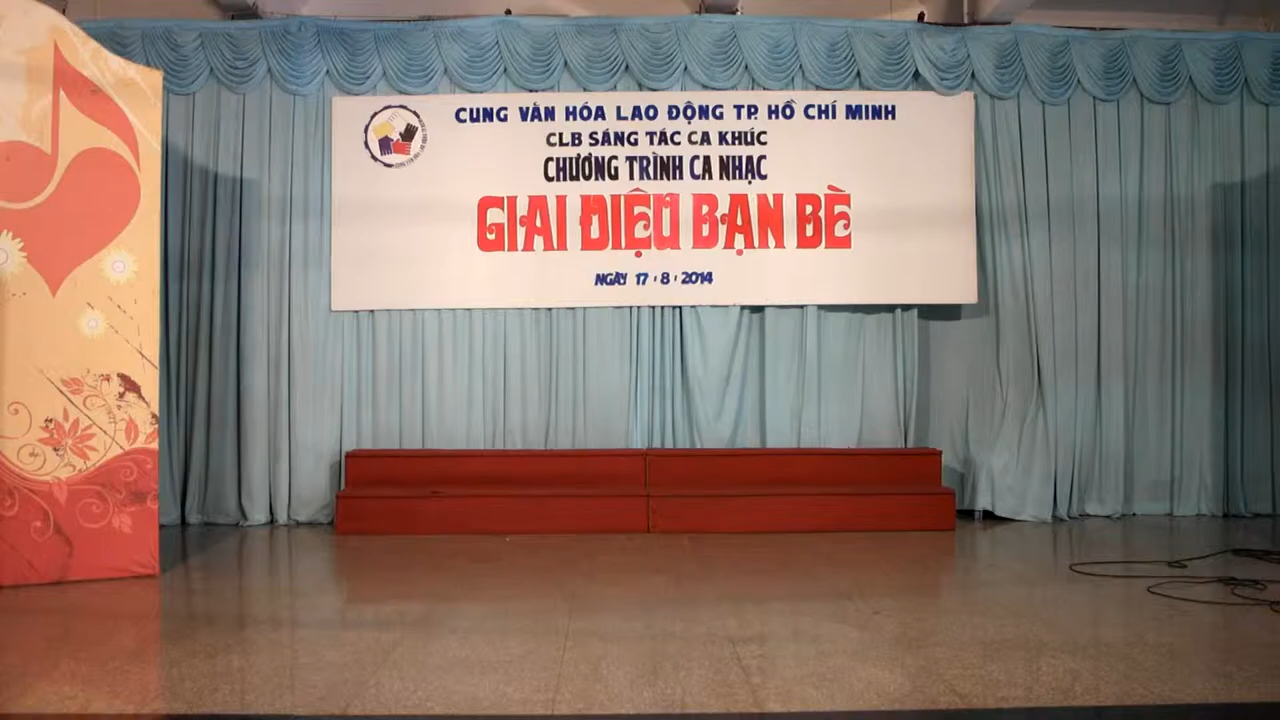 CUNG VĂN HÓA LAO ĐỘNG TP. HỒ CHÍ MINH
CLB SÁNG TÁC CA KHÚC
CHƯƠNG TRÌNH CA NHẠC
GIAI ĐIỆU BẠN BÈ
NGÀY 17.8.2014